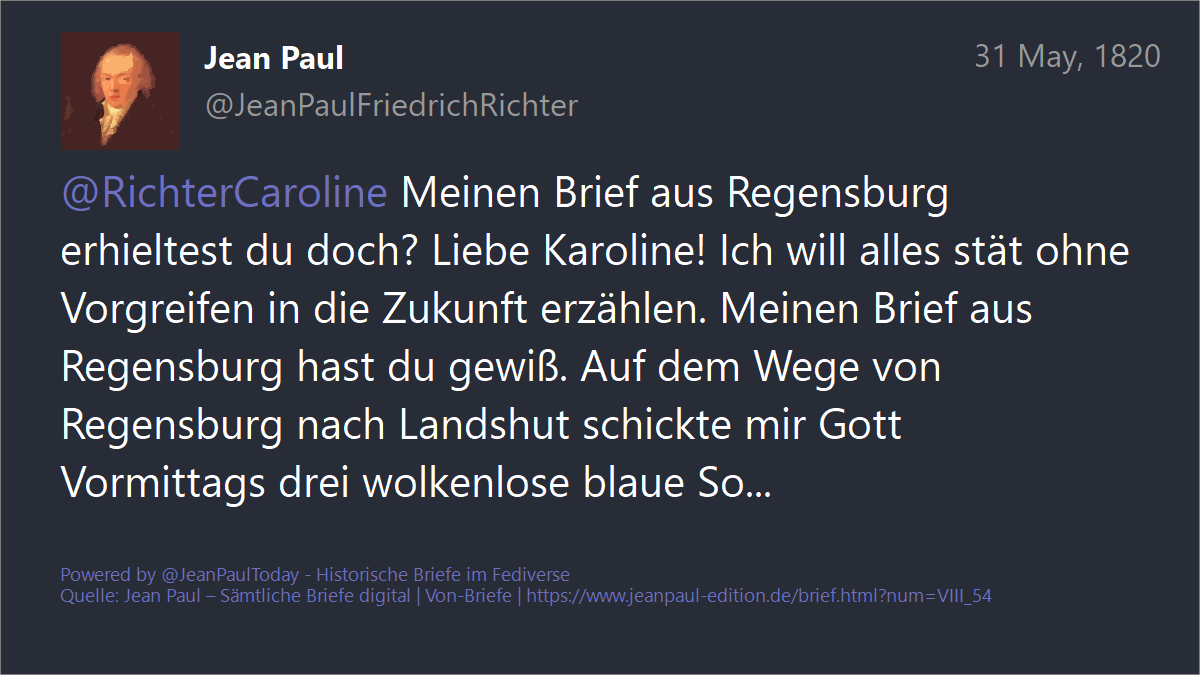 Jean Paul
31 May, 1820
@JeanPaulFriedrichRichter
@RichterCaroline Meinen Brief aus Regensburg
erhieltest du doch? Liebe Karoline! Ich will alles stät ohne
Vorgreifen in die Zukunft erzählen. Meinen Brief aus
Regensburg hast du gewiß. Auf dem Wege von
Regensburg nach Landshut schickte mir Gott
Vormittags drei wolkenlose blaue So...
Powered by @JeanPaulToday - Historische Briefe im Fediverse
Quelle: Jean Paul – Sämtliche Briefe digital | Von-Briefe | https://www.jeanpaul-edition.de/brief.html?num=VIII_54